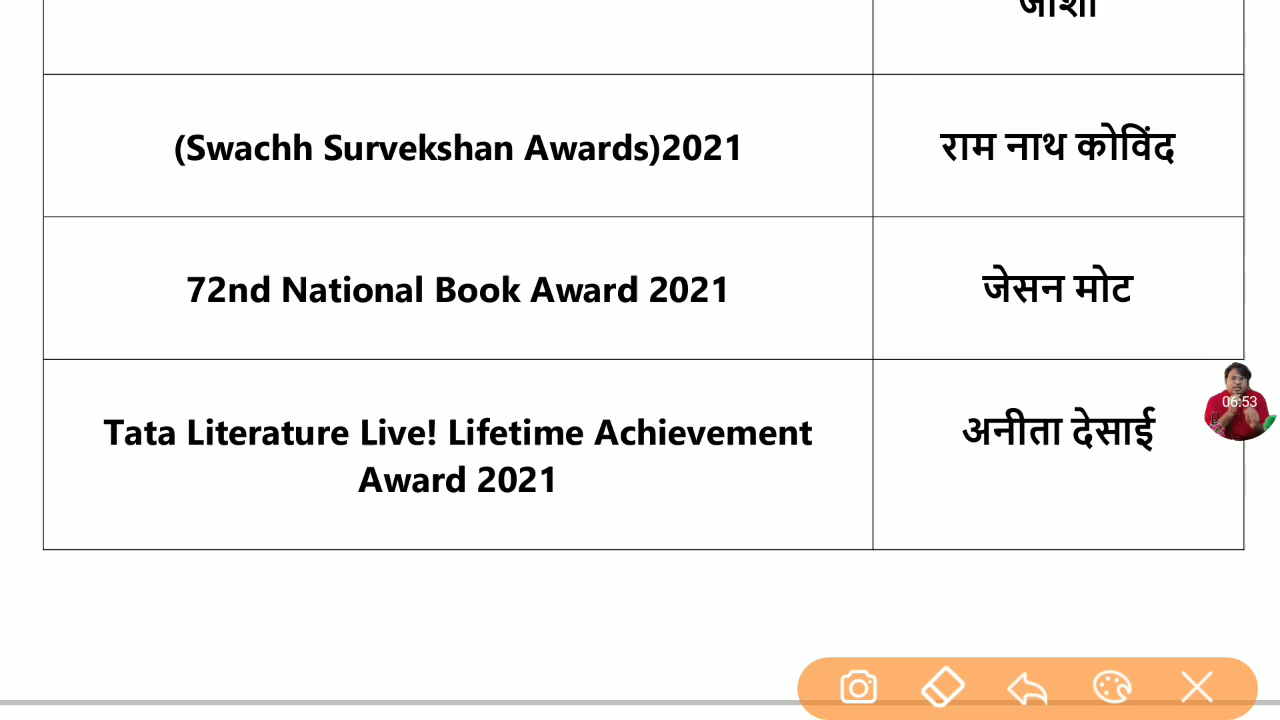 (Swachh Survekshan Awards)2021
राम नाथ कोविंद
72nd National Book Award 2021
जेसन मोट
Tata Literature Live! Lifetime Achievement
Award 2021
अनीता देसाई
06:53